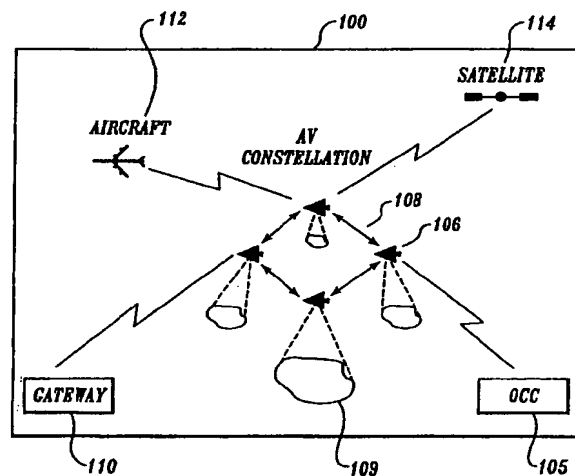 112
100
114
SATELLITE
AIRCRAFT
AV
CONSTELLATION
108
106
GATEWAY
OCC
110
109
105